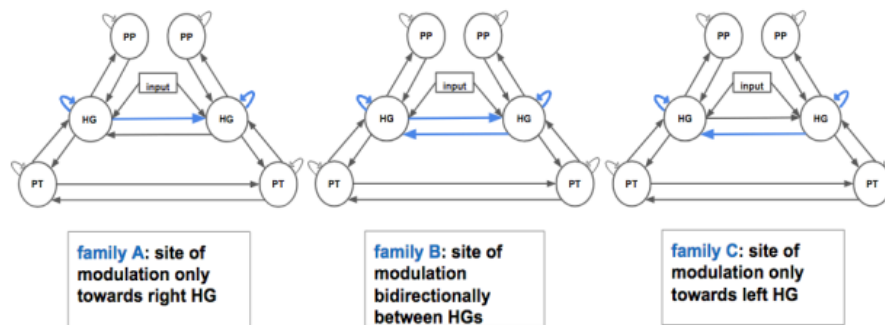 PP PP PP PP PP PP
input input input
HG HG HG HG HG HG
PT PT PT PT PT PT
family A: site of
modulation only
towards right HG
family B: site of
modulation
bidirectionally
between HGs
family C: site of
modulation only
towards left HG